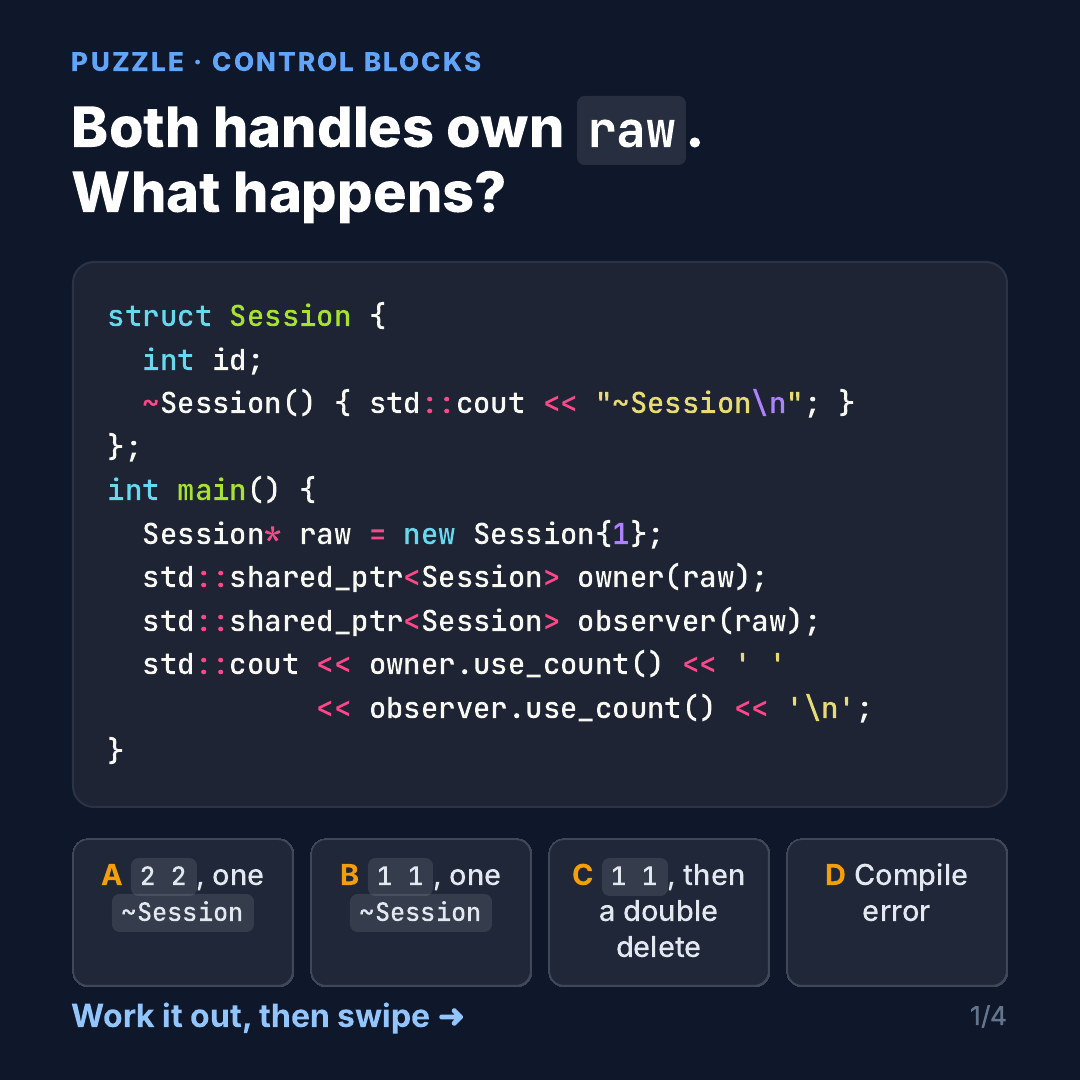 PUZZLE · CONTROL BLOCKS
Both handles own raw.
What happens?
struct Session {
  int id;
  ~Session() { std::cout << "~Session\n"; }
};
int main() {
  Session* raw = new Session{1};
  std::shared_ptr<Session> owner(raw);
  std::shared_ptr<Session> observer(raw);
  std::cout << owner.use_count() << ' '
            << observer.use_count() << '\n';
}
A 2 2, one
~Session
B 1 1, one
~Session
C 1 1, then
a double
delete
D Compile
error
Work it out, then swipe ➜
1/4